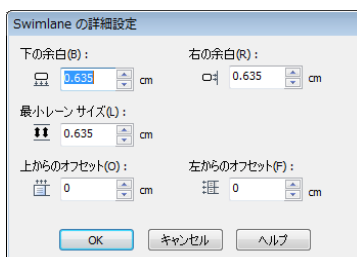 Swimlane の詳細設定
下の余白(B): 右の余白(R):
0.635 cm 0.635 cm
最小レーン サイズ(L):
0.635 cm
上からのオフセット(O): 左からのオフセット(F):
0 cm 0 cm
OK キャンセル ヘルプ